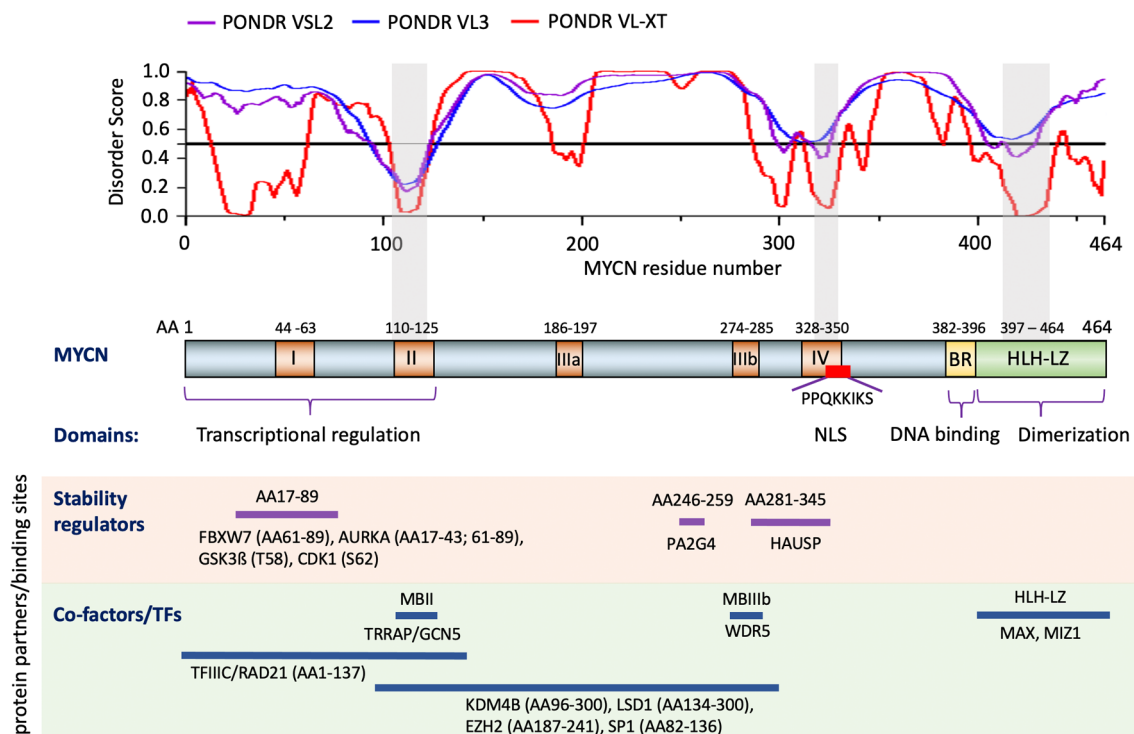 PONDR VSL2 PONDR VL3 PONDR VL-XT
Disorder Score
1.0
0.8
0.6
0.4
0.2
0.0
0 100 200 300 400 464
MYCN residue number
AA 1 44 -63 110-125 186-197 274-285 328-350 382-396 397 – 464 464
MYCN I II IIIa IIIb IV BR HLH-LZ
PPQKKIKS
Domains: Transcriptional regulation NLS DNA binding Dimerization
protein partners/binding sites
Stability
regulators
AA17-89 AA246-259 AA281-345
FBXW7 (AA61-89), AURKA (AA17-43; 61-89),
GSK3ß (T58), CDK1 (S62)
PA2G4 HAUSP
Co-factors/TFs
MBII MBIIIb HLH-LZ
TRRAP/GCN5 WDR5 MAX, MIZ1
TFIIIC/RAD21 (AA1-137)
KDM4B (AA96-300), LSD1 (AA134-300),
EZH2 (AA187-241), SP1 (AA82-136)